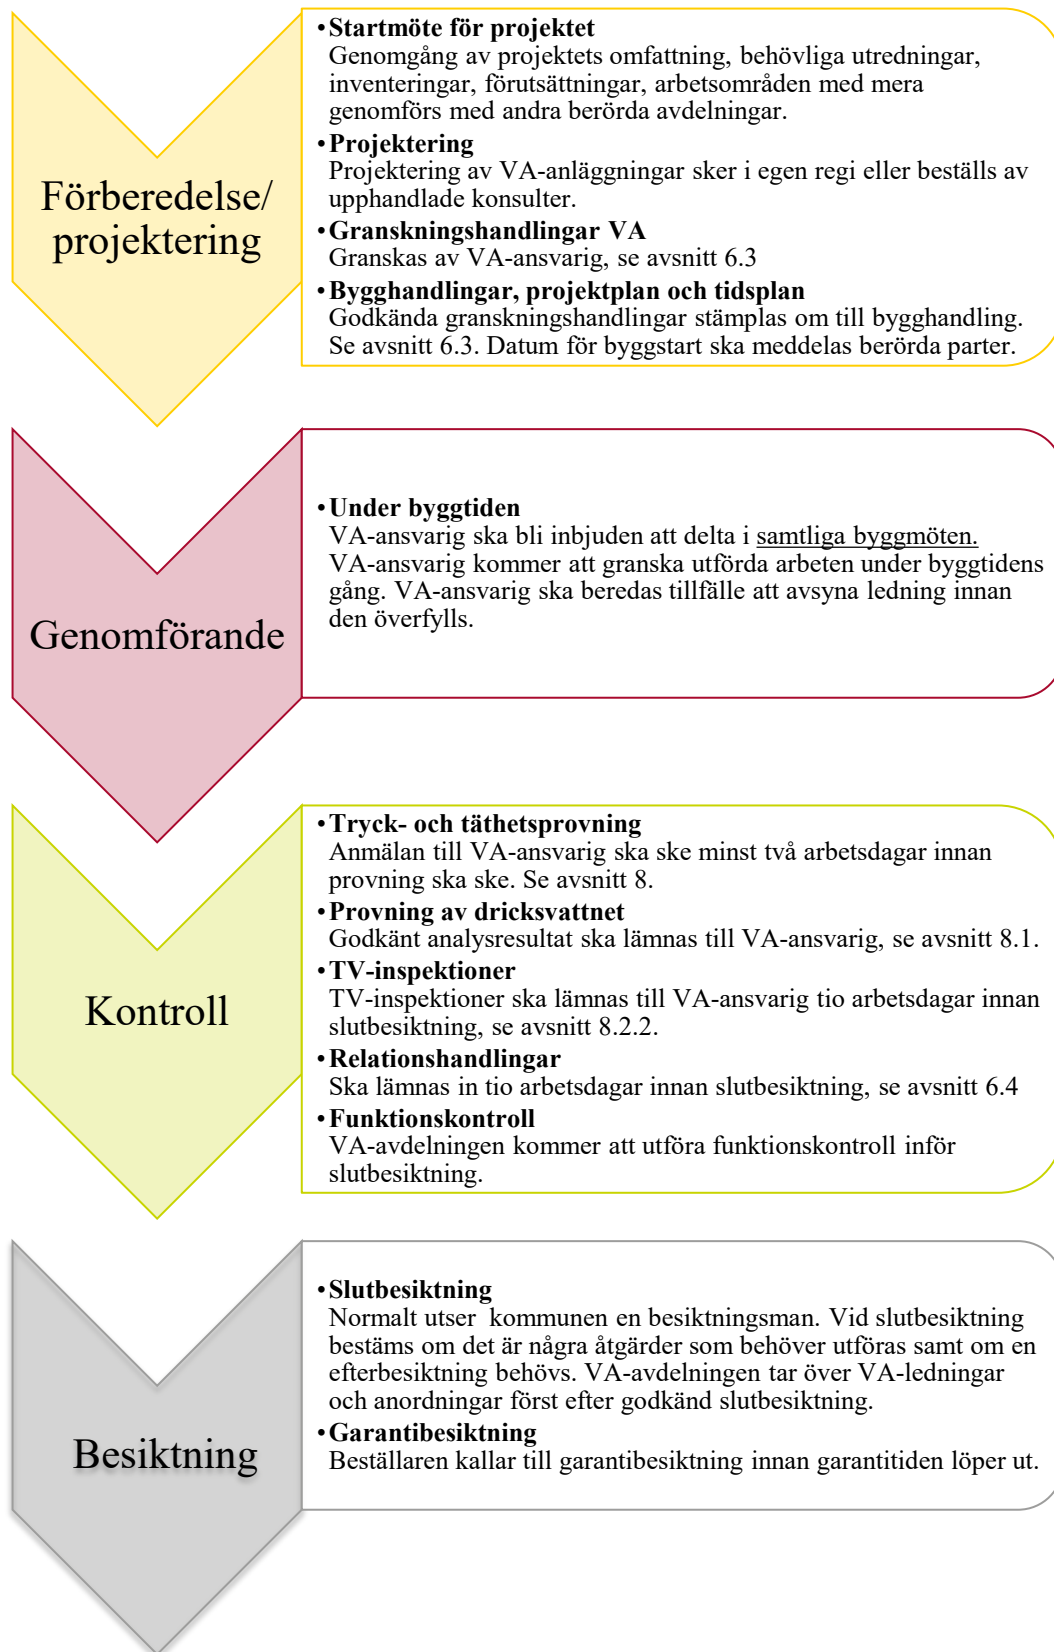 Förberedelse/
projektering
•Startmöte för projektet
Genomgång av projektets omfattning, behövliga utredningar,
inventeringar, förutsättningar, arbetsområden med mera
genomförs med andra berörda avdelningar.
•Projektering
Projektering av VA-anläggningar sker i egen regi eller beställs av
upphandlade konsulter.
•Granskningshandlingar VA
Granskas av VA-ansvarig, se avsnitt 6.3
•Bygghandlingar, projektplan och tidsplan
Godkända granskningshandlingar stämplas om till bygghandling.
Se avsnitt 6.3. Datum för byggstart ska meddelas berörda parter.
Genomförande
•Under byggtiden
VA-ansvarig ska bli inbjuden att delta i samtliga byggmöten.
VA-ansvarig kommer att granska utförda arbeten under byggtidens
gång. VA-ansvarig ska beredas tillfälle att avsyna ledning innan
den överfylls.
Kontroll
•Tryck- och täthetsprovning
Anmälan till VA-ansvarig ska ske minst två arbetsdagar innan
provning ska ske. Se avsnitt 8.
•Provning av dricksvattnet
Godkänt analysresultat ska lämnas till VA-ansvarig, se avsnitt 8.1.
•TV-inspektioner
TV-inspektioner ska lämnas till VA-ansvarig tio arbetsdagar innan
slutbesiktning, se avsnitt 8.2.2.
•Relationshandlingar
Ska lämnas in tio arbetsdagar innan slutbesiktning, se avsnitt 6.4
•Funktionskontroll
VA-avdelningen kommer att utföra funktionskontroll inför
slutbesiktning.
Besiktning
•Slutbesiktning
Normalt utser  kommunen en besiktningsman. Vid slutbesiktning
bestäms om det är några åtgärder som behöver utföras samt om en
efterbesiktning behövs. VA-avdelningen tar över VA-ledningar
och anordningar först efter godkänd slutbesiktning.
•Garantibesiktning
Beställaren kallar till garantibesiktning innan garantitiden löper ut.